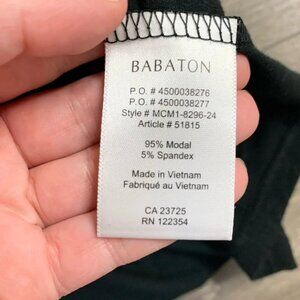 BABATON
P.O. # 4500038276
P.O. # 4500038277
Style # MCM1-8296-24
Article # 51815
95% Modal
5% Spandex
Made in Vietnam
Fabriqué au Vietnam
CA 23725
RN 122354